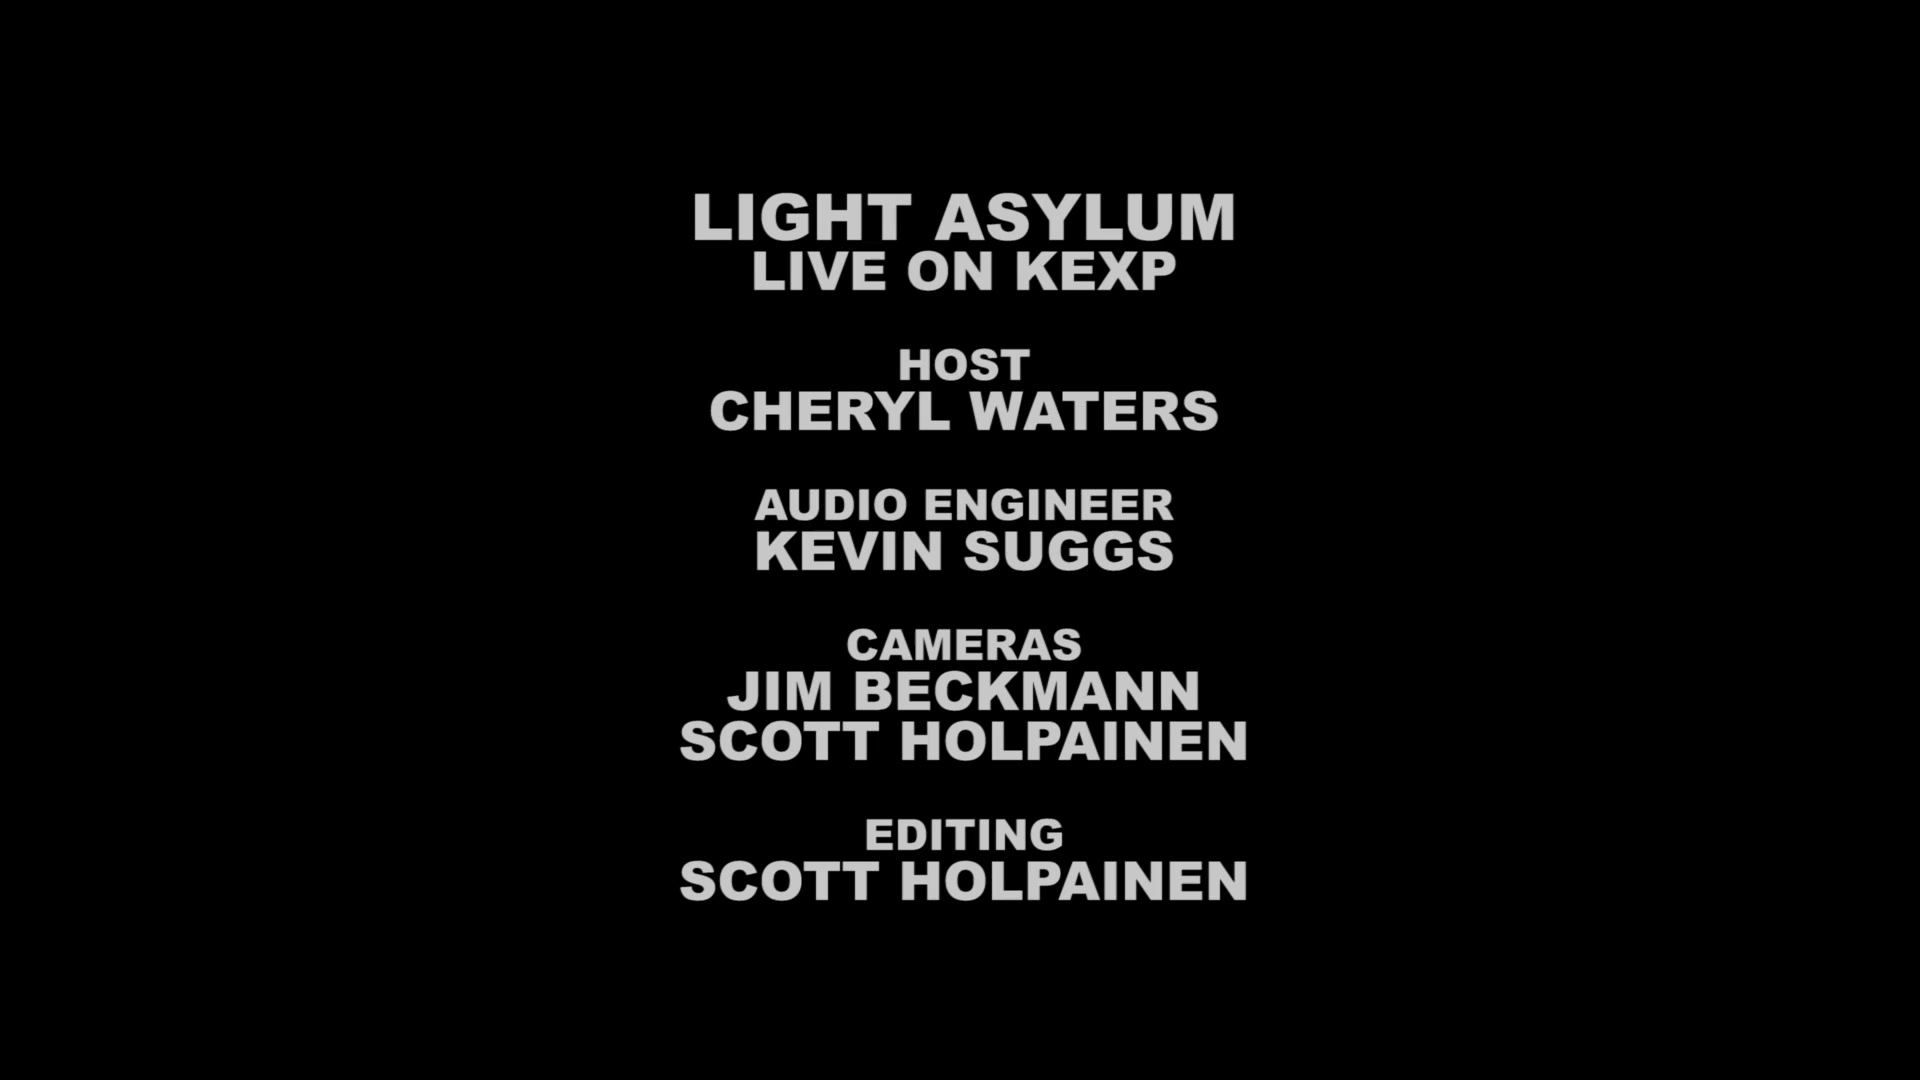 LIGHT ASYLUM
LIVE ON KEXP
HOST
CHERYL WATERS
AUDIO ENGINEER
KEVIN SUGGS
CAMERAS
JIM BECKMANN
SCOTT HOLPAINEN
EDITING
SCOTT HOLPAINEN